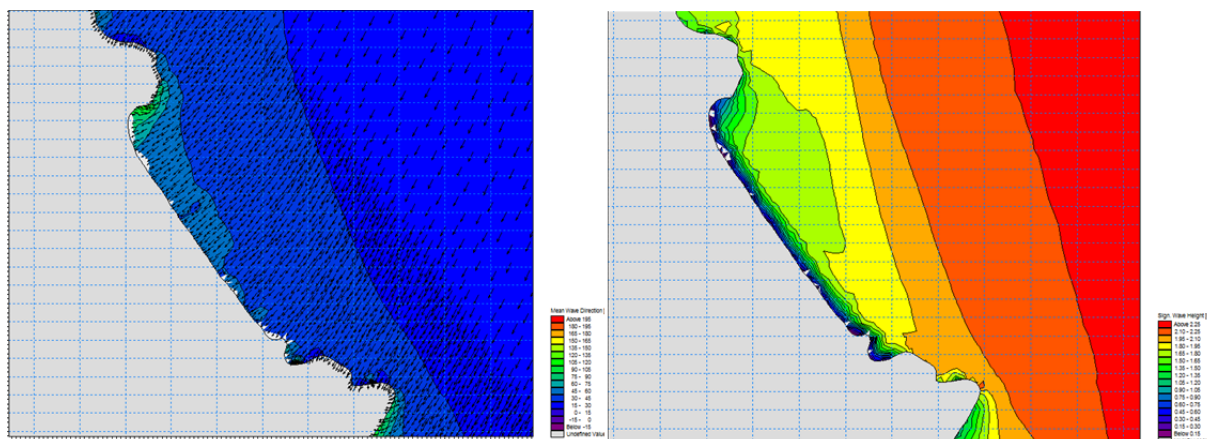 Mean Wave Direction [
Above 195
180 - 195
165 - 180
150 - 165
135 - 150
120 - 135
105 - 120
90 - 105
75 - 90
60 - 75
45 - 60
30 - 45
15 - 30
0 - 15
-15 - 0
Below -15
Undefined Value
Sign. Wave Height [
Above 2.25
2.10 - 2.25
1.95 - 2.10
1.80 - 1.95
1.65 - 1.80
1.50 - 1.65
1.35 - 1.50
1.20 - 1.35
1.05 - 1.20
0.90 - 1.05
0.75 - 0.90
0.60 - 0.75
0.45 - 0.60
0.30 - 0.45
0.15 - 0.30
Below 0.15